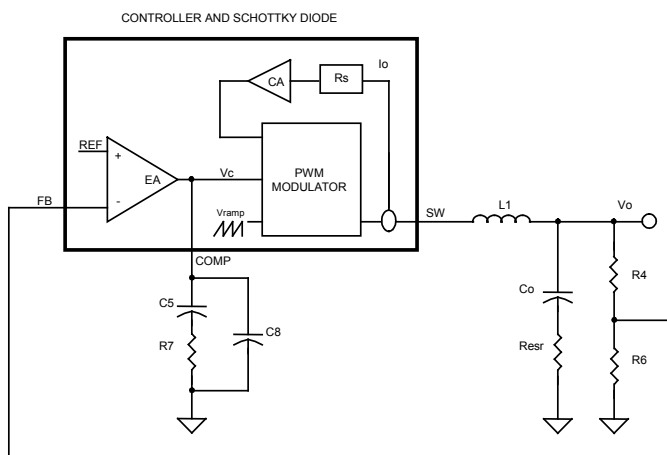 CONTROLLER AND SCHOTTKY DIODE
Io
CA
Rs
REF
+
EA
-
FB
Vc
PWM
MODULATOR
Vramp
SW
L1
Vo
COMP
C5
R7
C8
Co
Resr
R4
R6